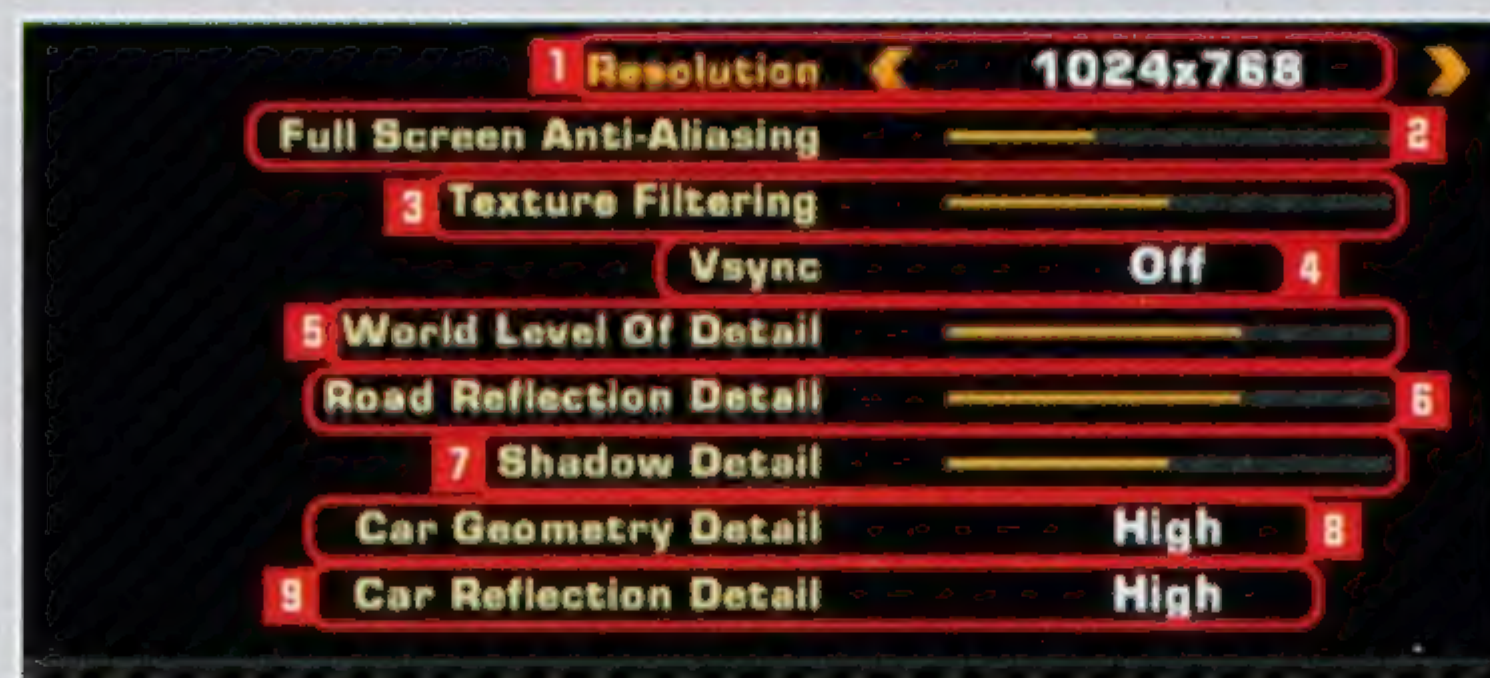 1 Resolution 1024x768
Full Screen Anti-Aliasing 2
3 Texture Filtering
Vsync Off 4
5 World Level Of Detail
Road Reflection Detail 6
7 Shadow Detail
Car Geometry Detail High 8
9 Car Reflection Detail High